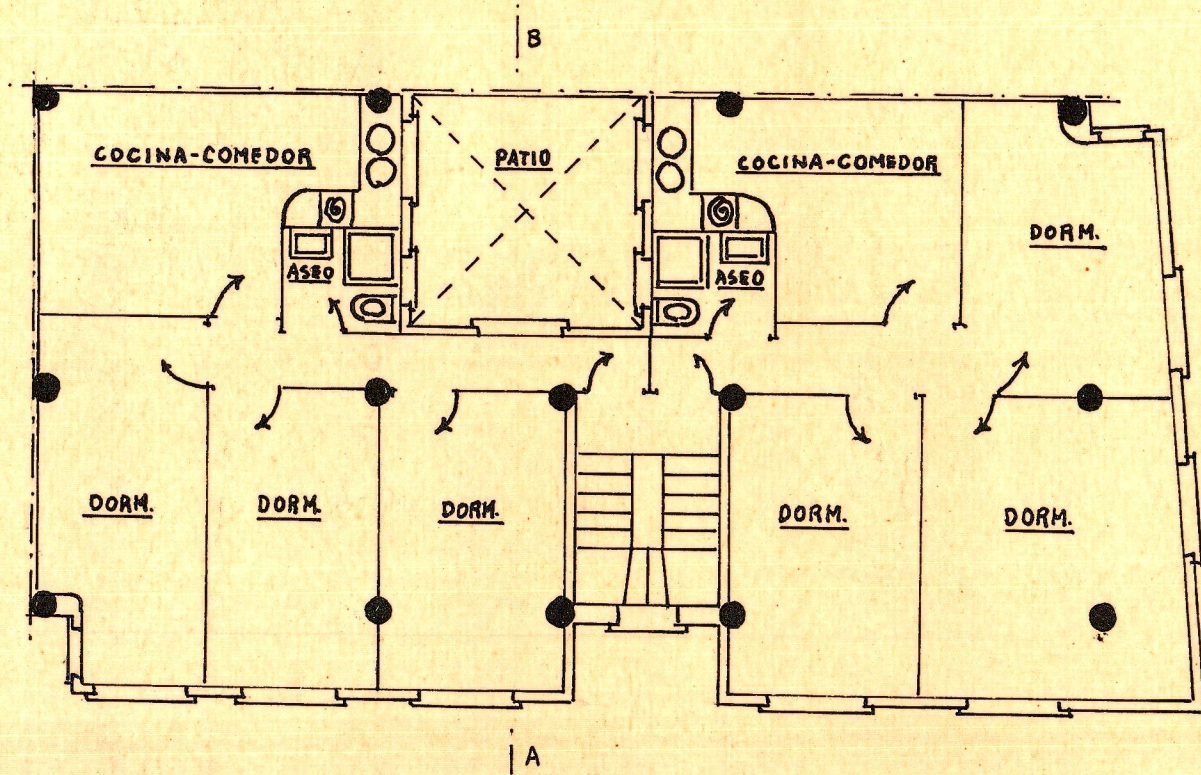 B
COCINA-COMEDOR
PATIO
COCINA-COMEDOR
DORM.
ASEO
ASEO
DORM.
DORM.
DORM.
DORM.
DORM.
A